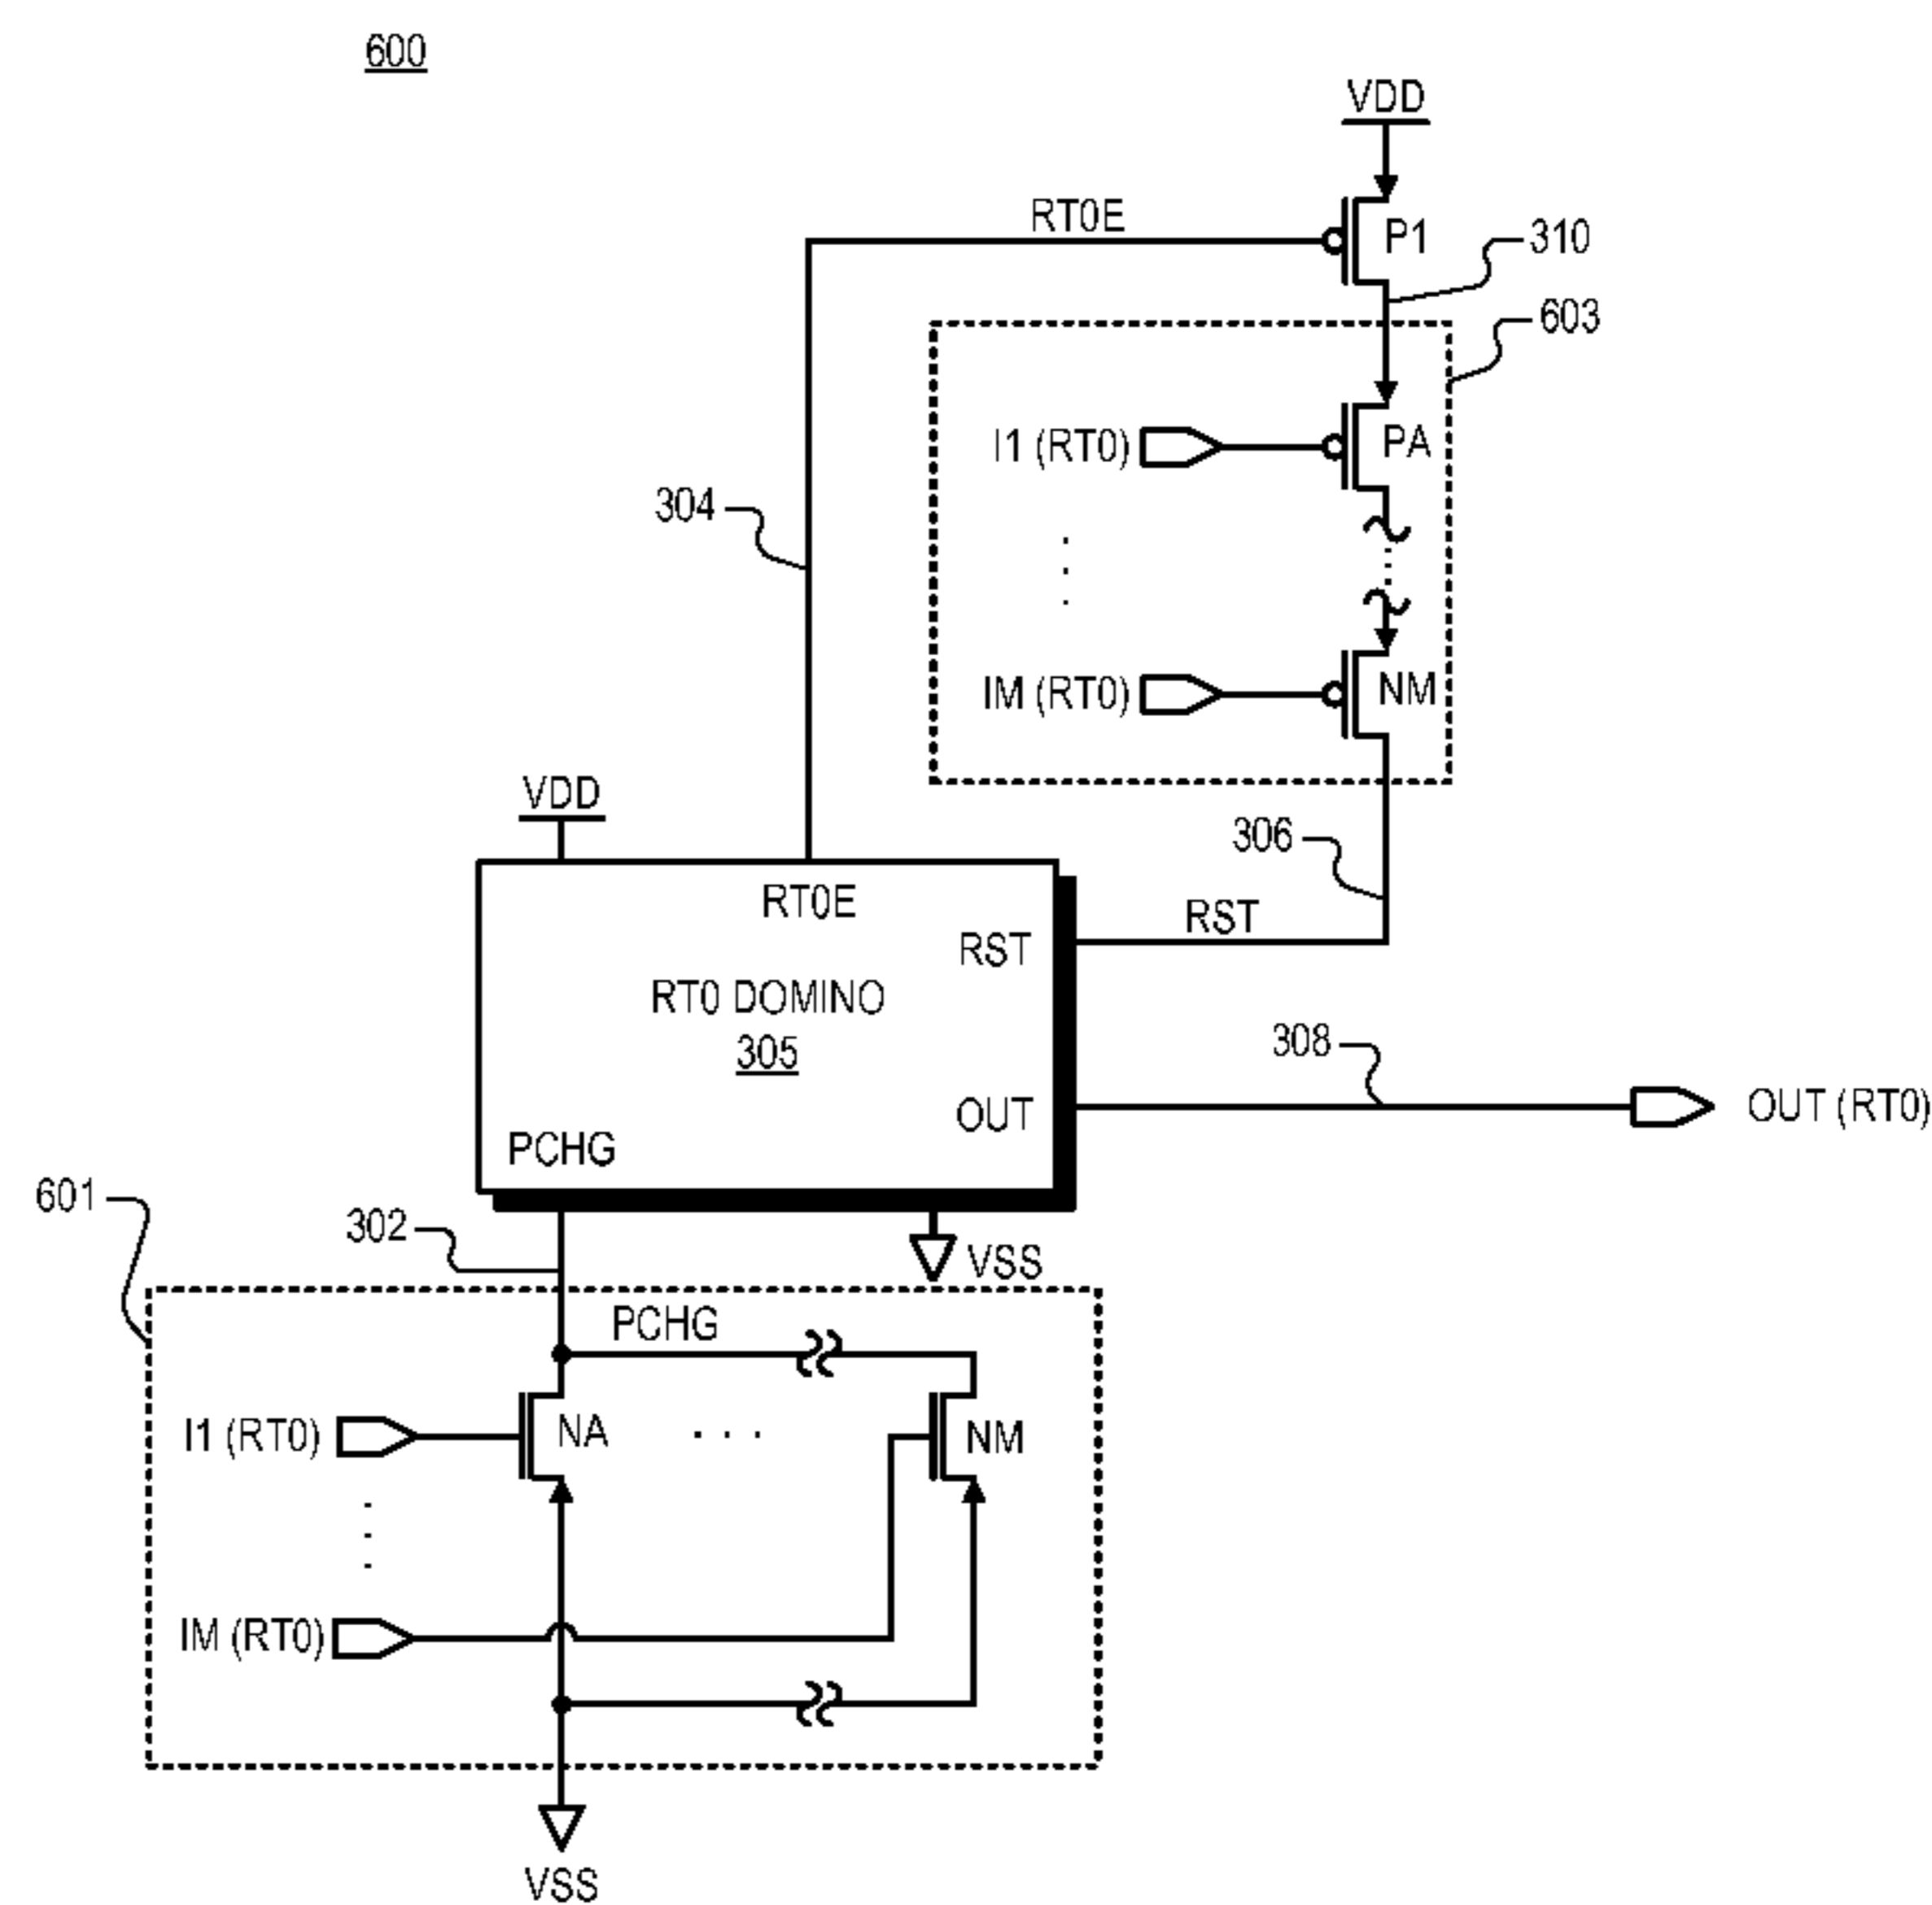 600
VDD
RT0E
P1
310
603
I1 (RT0)
PA
304
.
.
.
IM (RT0)
NM
VDD
306
RT0E
RST
RST
RT0 DOMINO
305
308
OUT
OUT (RT0)
PCHG
601
302
VSS
PCHG
I1 (RT0)
NA
. . .
NM
.
.
.
IM (RT0)
VSS